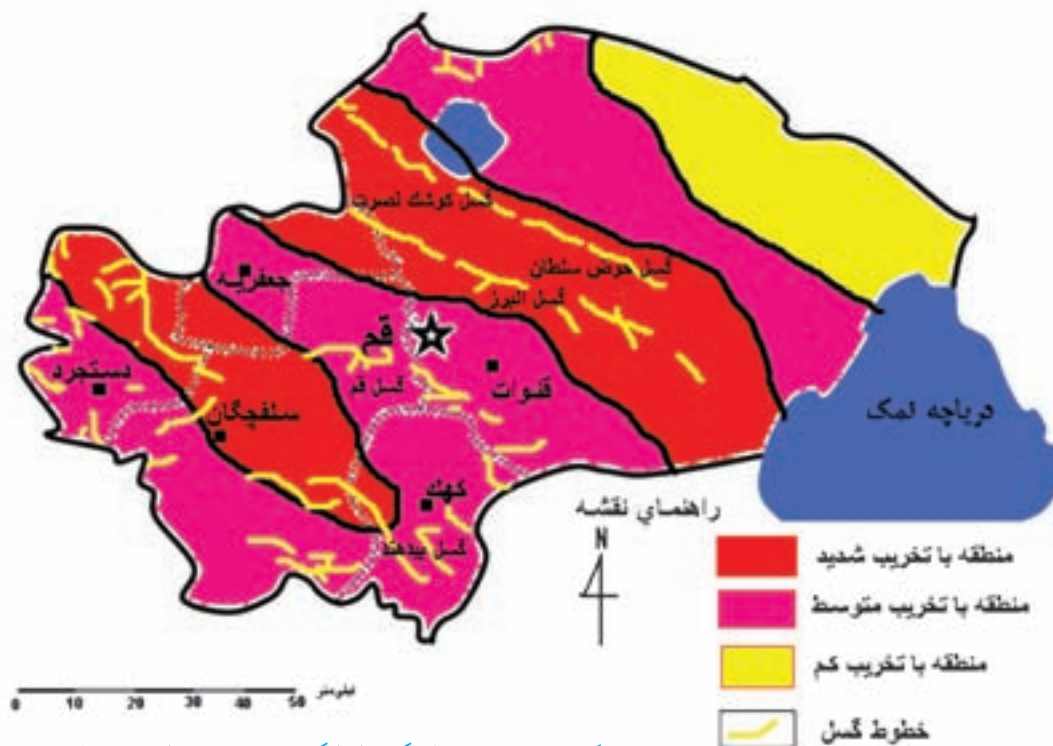 گسل کوشک نصرت
گسل حوض سلطان
گسل البرز
جعفریه
قم
گسل قم
قنوات
دستجرد
سلفچگان
دریاچه نمک
کهک
گسل بیدهند
راهنمای نقشه
N
منطقه با تخریب شدید
منطقه با تخریب متوسط
منطقه با تخریب کم
خطوط گسل
کیلومتر
0 10 20 30 40 50